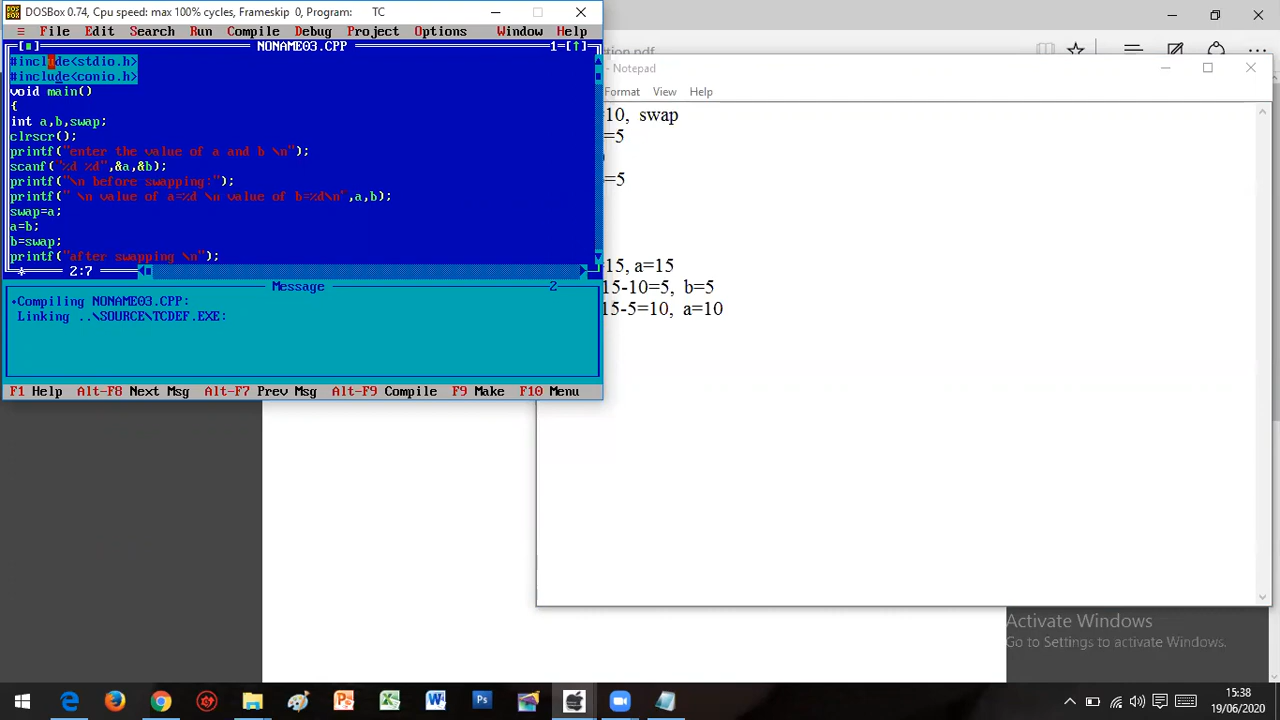 DOSBox 0.74, Cpu speed: max 100% cycles, Frameskip 0, Program: TC
≡ File Edit Search Run Compile Debug Project Options Window Help
[■] NONAME03.CPP 1=[↑]
#include<stdio.h>
#include<conio.h>
void main()
{
int a,b,swap;
clrscr();
printf("enter the value of a and b \n");
scanf("%d %d",&a,&b);
printf("\n before swapping:");
printf(" \n value of a=%d \n value of b=%d\n",a,b);
swap=a;
a=b;
b=swap;
printf("after swapping \n");
2:7
Message 2
•Compiling NONAME03.CPP:
Linking ..\SOURCE\TCDEF.EXE:
F1 Help Alt-F8 Next Msg Alt-F7 Prev Msg Alt-F9 Compile F9 Make F10 Menu
- Notepad
Format View Help
=10, swap
=5
=5
=15, a=15
15-10=5, b=5
15-5=10, a=10
Activate Windows
Go to Settings to activate Windows.
15:38
19/06/2020